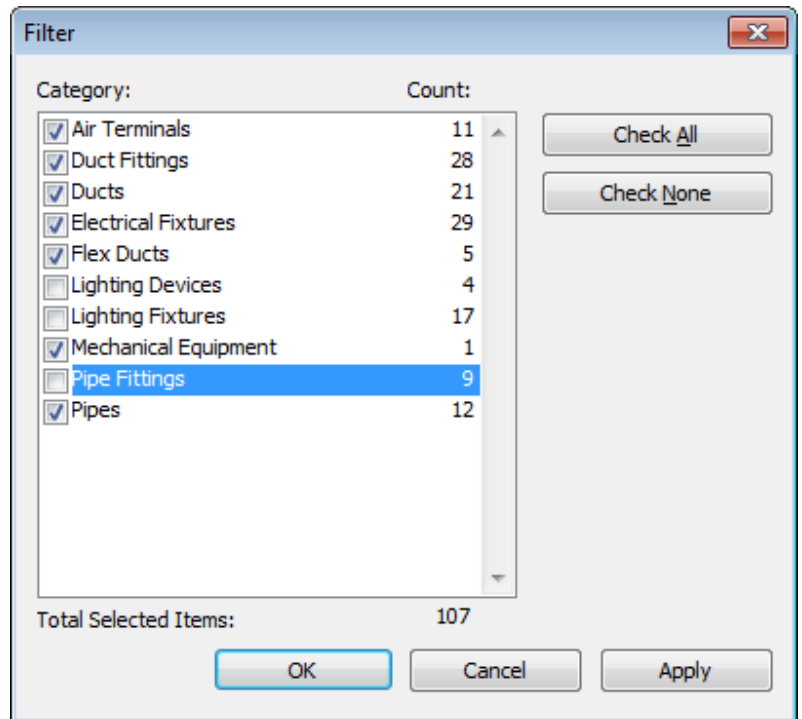 Filter
Category: Count:
Air Terminals 11
Duct Fittings 28
Ducts 21
Electrical Fixtures 29
Flex Ducts 5
Lighting Devices 4
Lighting Fixtures 17
Mechanical Equipment 1
Pipe Fittings 9
Pipes 12
Check All
Check None
Total Selected Items: 107
OK Cancel Apply